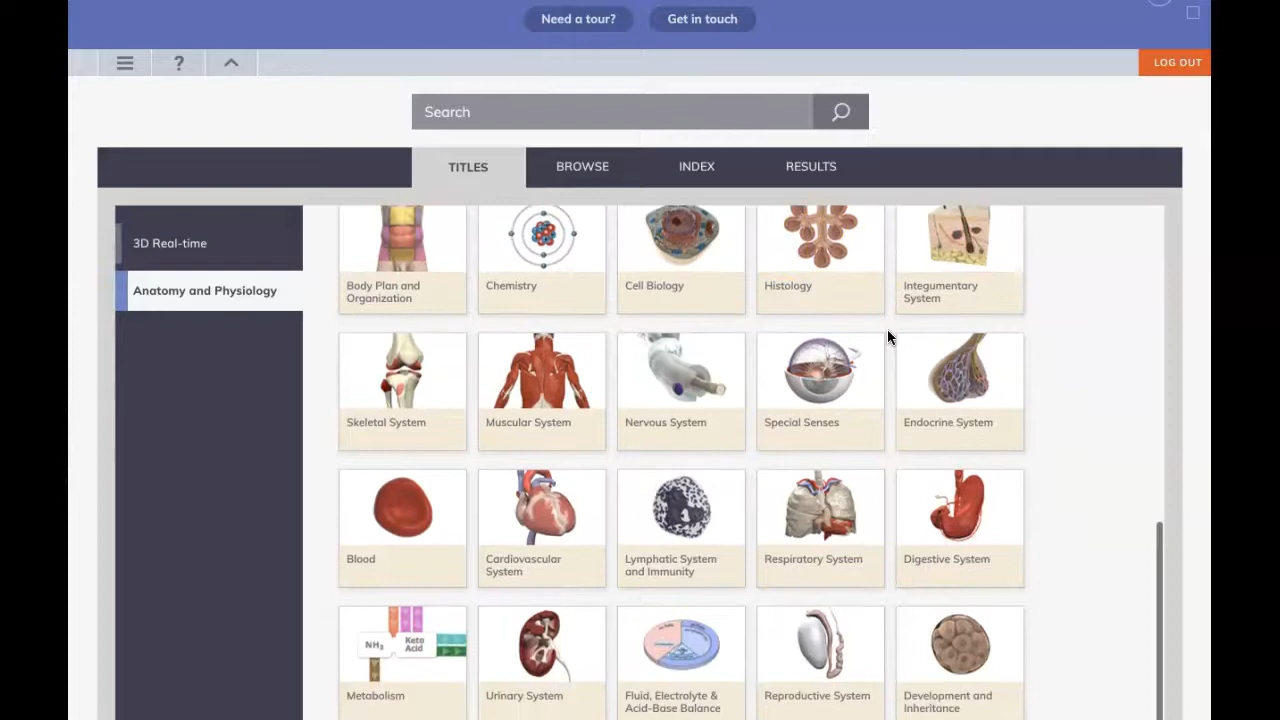 Need a tour?
Get in touch
?
LOG OUT
Search
TITLES
BROWSE
INDEX
RESULTS
3D Real-time
Anatomy and Physiology
Body Plan and
Organization
Chemistry
Cell Biology
Histology
Integumentary
System
Skeletal System
Muscular System
Nervous System
Special Senses
Endocrine System
Blood
Cardiovascular
System
Lymphatic System
and Immunity
Respiratory System
Digestive System
NH3
Keto
Acid
Metabolism
Urinary System
Fluid, Electrolyte &
Acid-Base Balance
Reproductive System
Development and
Inheritance